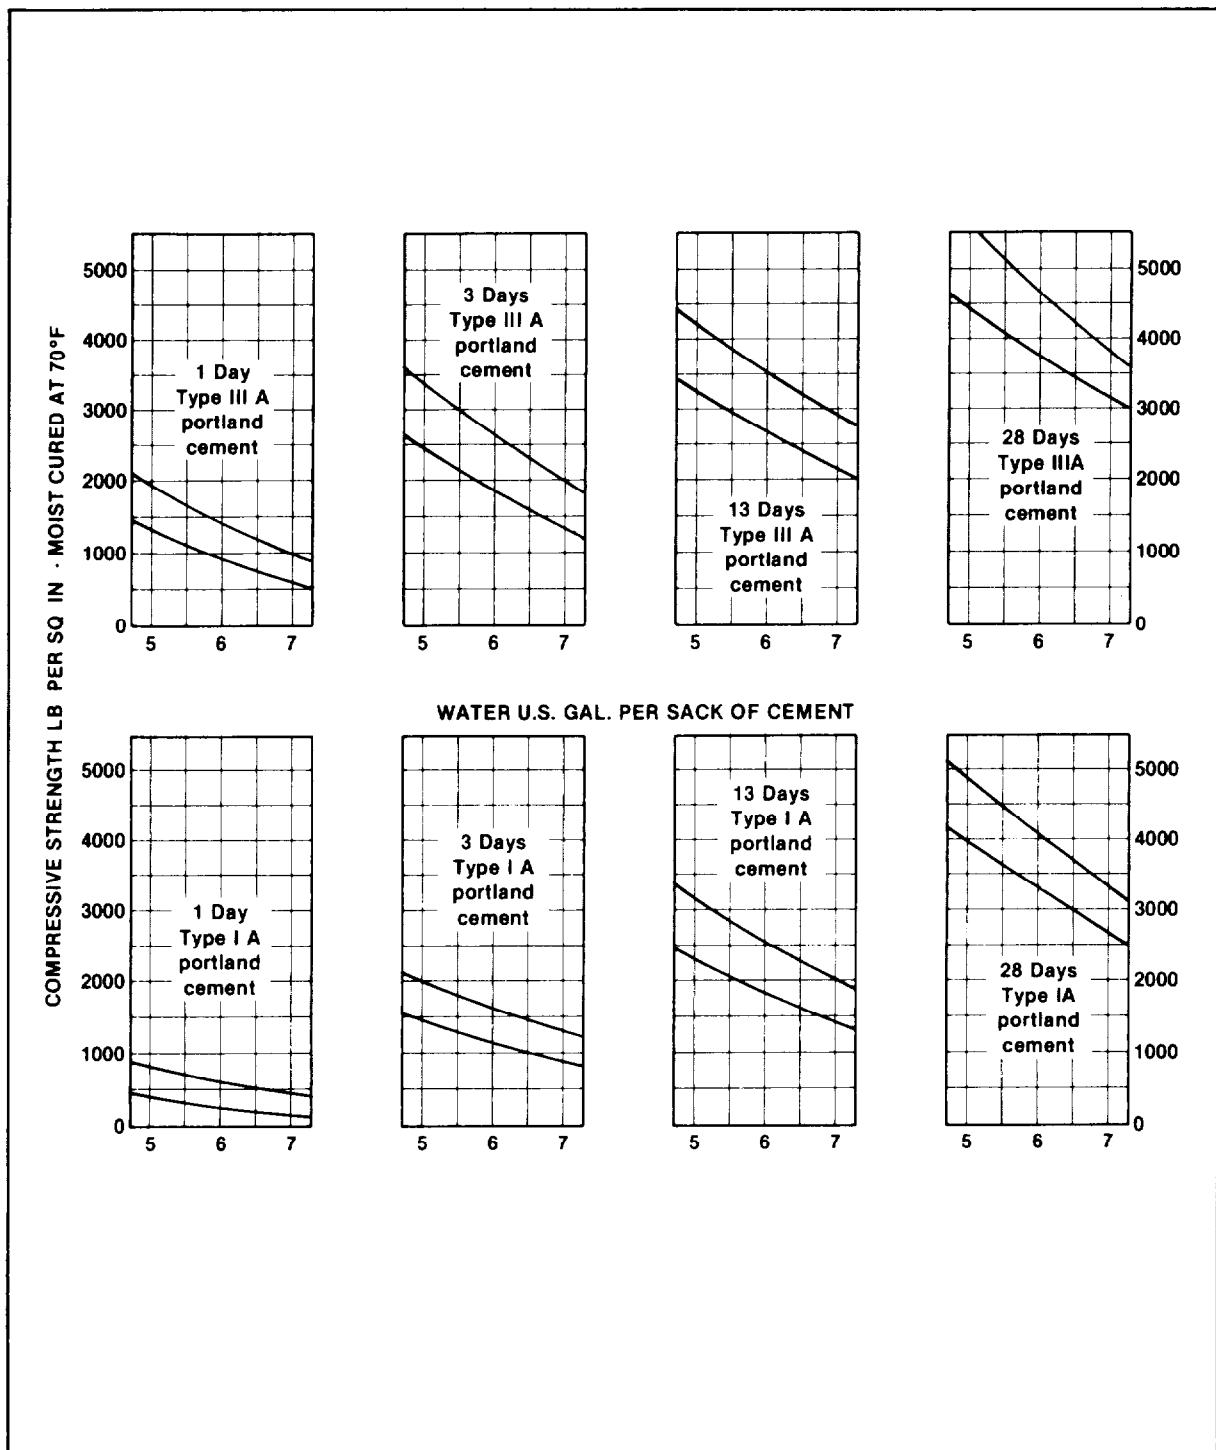 COMPRESSIVE STRENGTH LB PER SQ IN - MOIST CURED AT 70°F
5000
4000
3000
2000
1000
0
1 Day
Type III A
portland
cement
5 6 7
3 Days
Type III A
portland
cement
5 6 7
13 Days
Type III A
portland
cement
5 6 7
28 Days
Type IIIA
portland
cement
5 6 7
5000
4000
3000
2000
1000
0
WATER U.S. GAL. PER SACK OF CEMENT
5000
4000
3000
2000
1000
0
1 Day
Type I A
portland
cement
5 6 7
3 Days
Type I A
portland
cement
5 6 7
13 Days
Type I A
portland
cement
5 6 7
28 Days
Type IA
portland
cement
5 6 7
5000
4000
3000
2000
1000
0